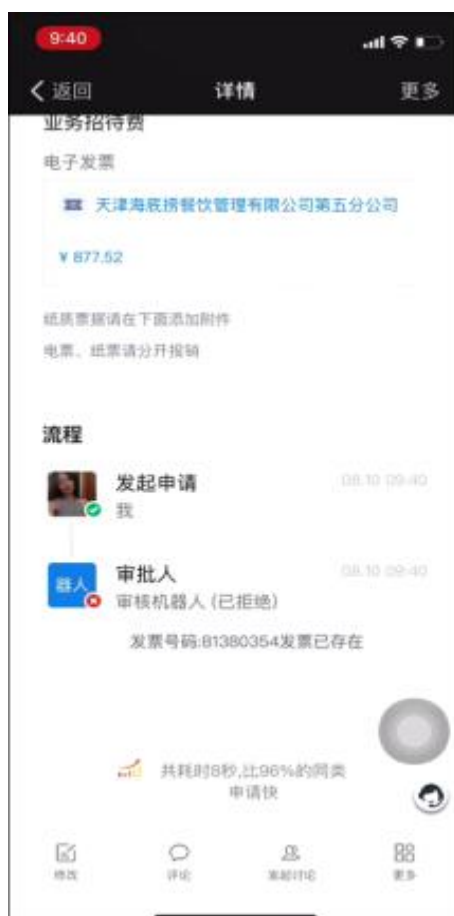 9:40
返回
详情
更多
业务招待费
电子发票
天津海底捞餐饮管理有限公司第五分公司
¥ 877.52
纸质票据请在下面添加附件
电票、纸票请分开报销
流程
发起申请
08.10 09:40
我
器人
审批人
08.10 09:40
审核机器人 (已拒绝)
发票号码:81380354发票已存在
共耗时8秒,比96%的同类
申请快
修改
评论
发起讨论
更多